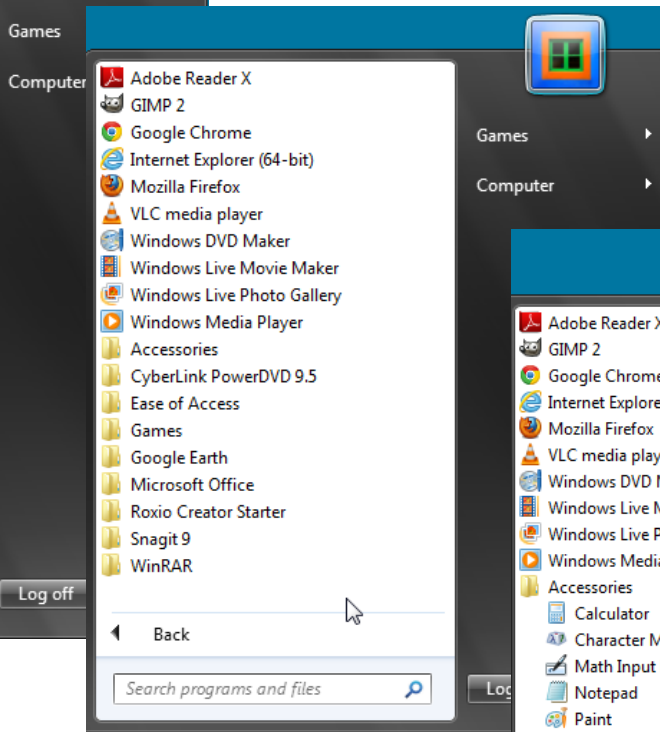 Games
Computer
Log off
Adobe Reader X
GIMP 2
Google Chrome
Internet Explorer (64-bit)
Mozilla Firefox
VLC media player
Windows DVD Maker
Windows Live Movie Maker
Windows Live Photo Gallery
Windows Media Player
Accessories
CyberLink PowerDVD 9.5
Ease of Access
Games
Google Earth
Microsoft Office
Roxio Creator Starter
Snagit 9
WinRAR
Back
Search programs and files
Games
Computer
Log
Adobe Reader X
GIMP 2
Google Chrome
Internet Explore
Mozilla Firefox
VLC media play
Windows DVD M
Windows Live M
Windows Live P
Windows Media
Accessories
Calculator
Character M
Math Input
Notepad
Paint